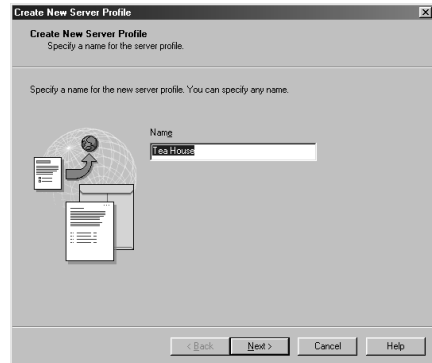 Create New Server Profile
Create New Server Profile
Specify a name for the server profile.
Specify a name for the new server profile. You can specify any name.
Name
Tea House
< Back
Next >
Cancel
Help